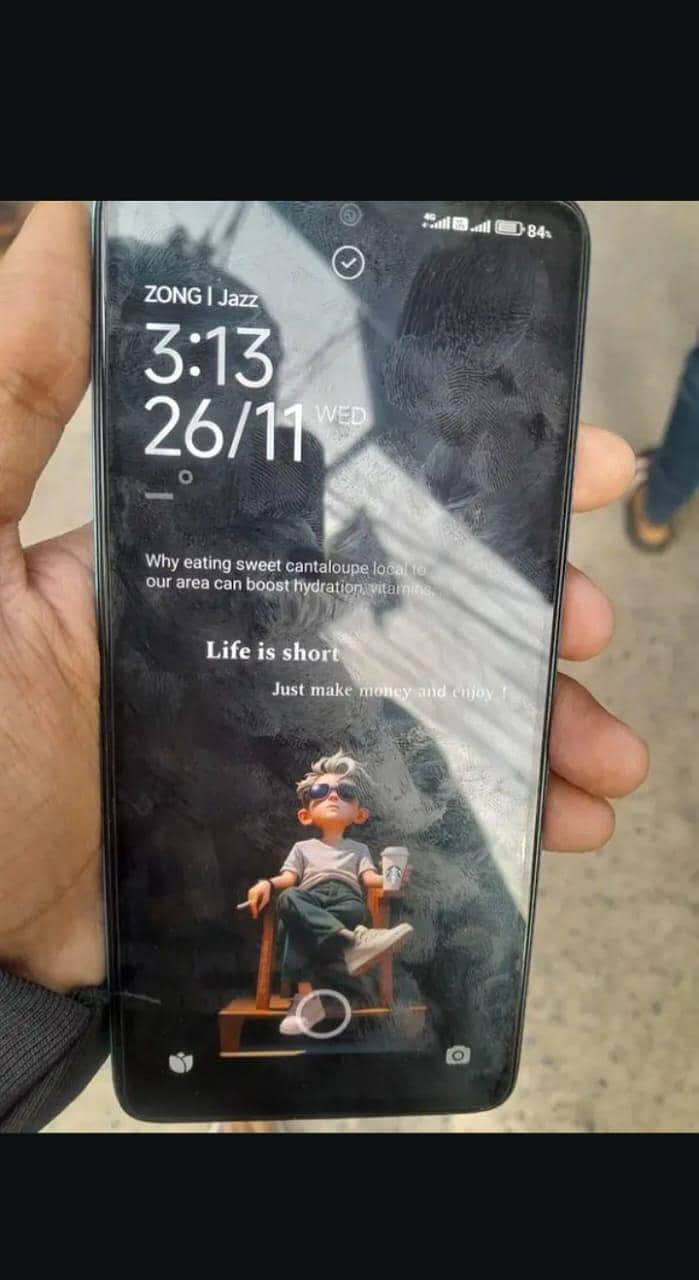 4G 84%
ZONG | Jazz
3:13
26/11 WED
Why eating sweet cantaloupe local to
our area can boost hydration, vitamins,
Life is short
Just make money and enjoy !